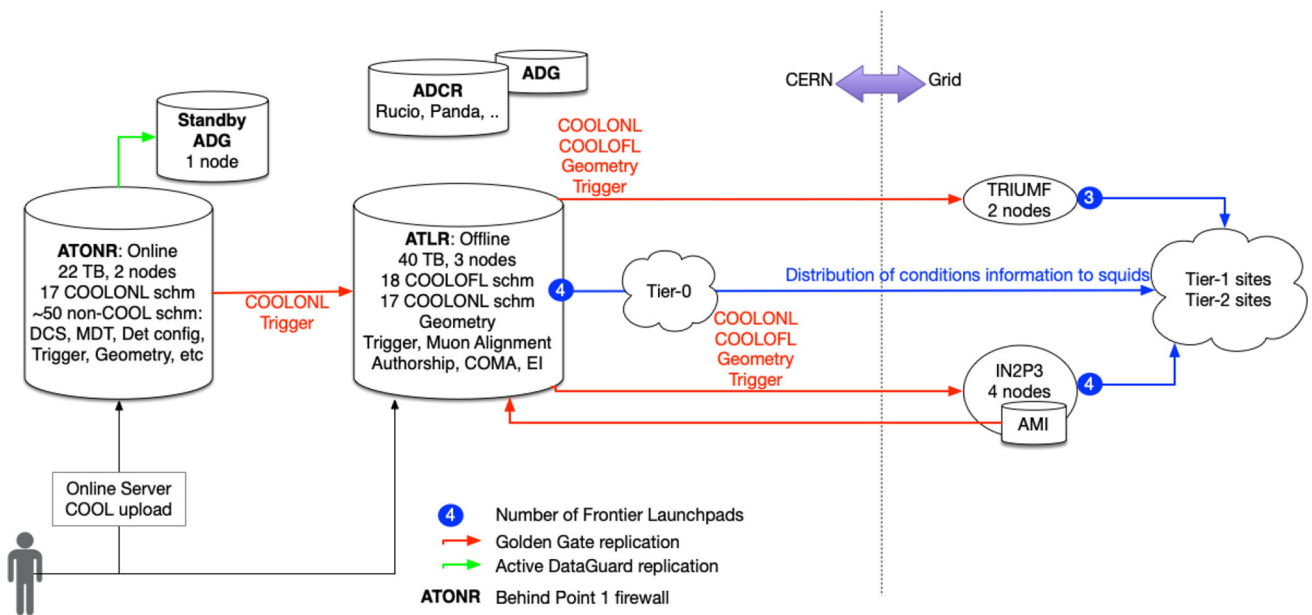 ADCR
Rucio, Panda, ..
ADG
CERN
Grid
Standby
ADG
1 node
COOLONL
COOLOFL
Geometry
Trigger
ATONR: Online
22 TB, 2 nodes
17 COOLONL schm
~50 non-COOL schm:
DCS, MDT, Det config,
Trigger, Geometry, etc
COOLONL
Trigger
ATLR: Offline
40 TB, 3 nodes
18 COOLOFL schm
17 COOLONL schm
Geometry
Trigger, Muon Alignment
Authorship, COMA, EI
4
Tier-0
TRIUMF
2 nodes
3
Distribution of conditions information to squids
Tier-1 sites
Tier-2 sites
COOLONL
COOLOFL
Geometry
Trigger
IN2P3
4 nodes
4
AMI
Online Server
COOL upload
4 Number of Frontier Launchpads
Golden Gate replication
Active DataGuard replication
ATONR Behind Point 1 firewall